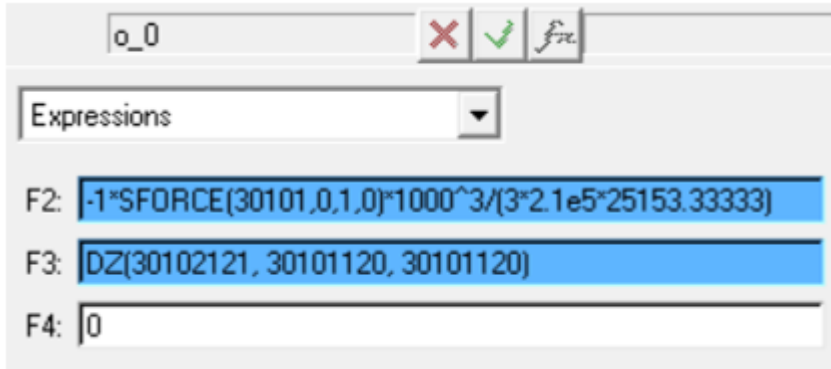 o_0
Expressions
F2: -1*SFORCE(30101,0,1,0)*1000^3/(3*2.1e5*25153.33333)
F3: DZ(30102121, 30101120, 30101120)
F4: 0